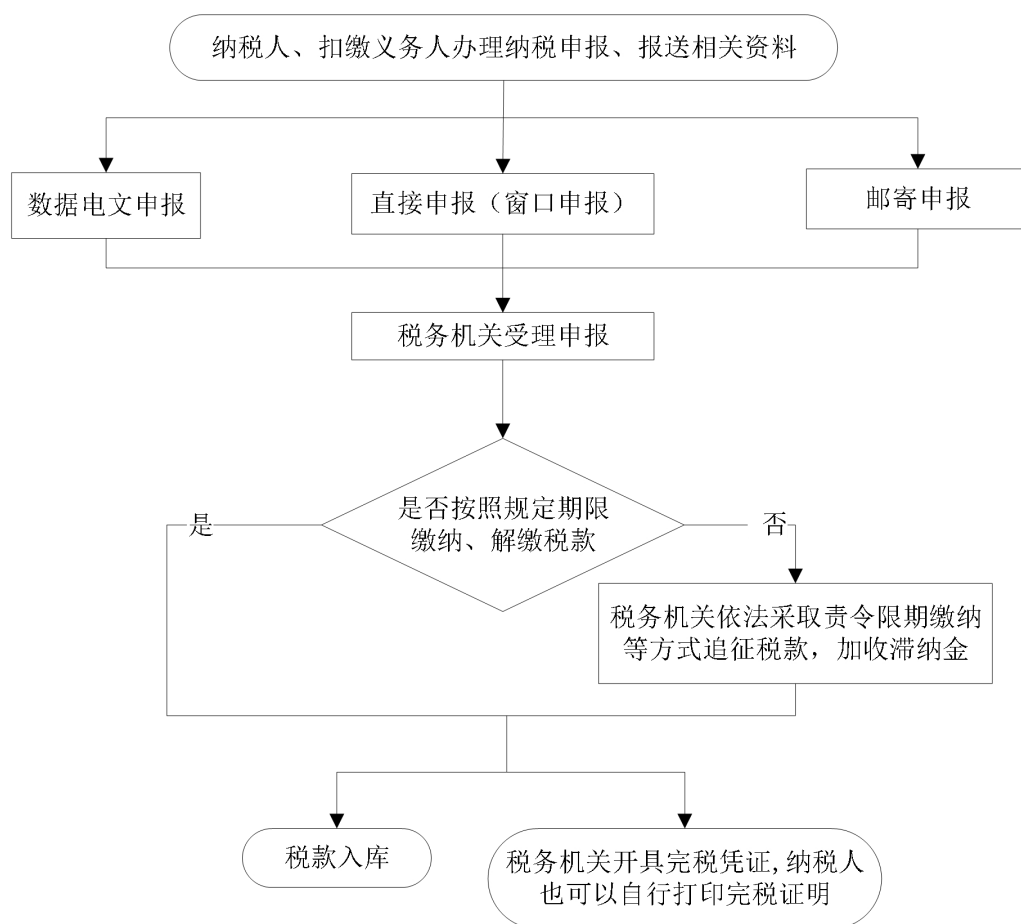 纳税人、扣缴义务人办理纳税申报、报送相关资料
数据电文申报
直接申报（窗口申报）
邮寄申报
税务机关受理申报
是否按照规定期限
缴纳、解缴税款
是
否
税务机关依法采取责令限期缴纳
等方式追征税款，加收滞纳金
税款入库
税务机关开具完税凭证,纳税人
也可以自行打印完税证明